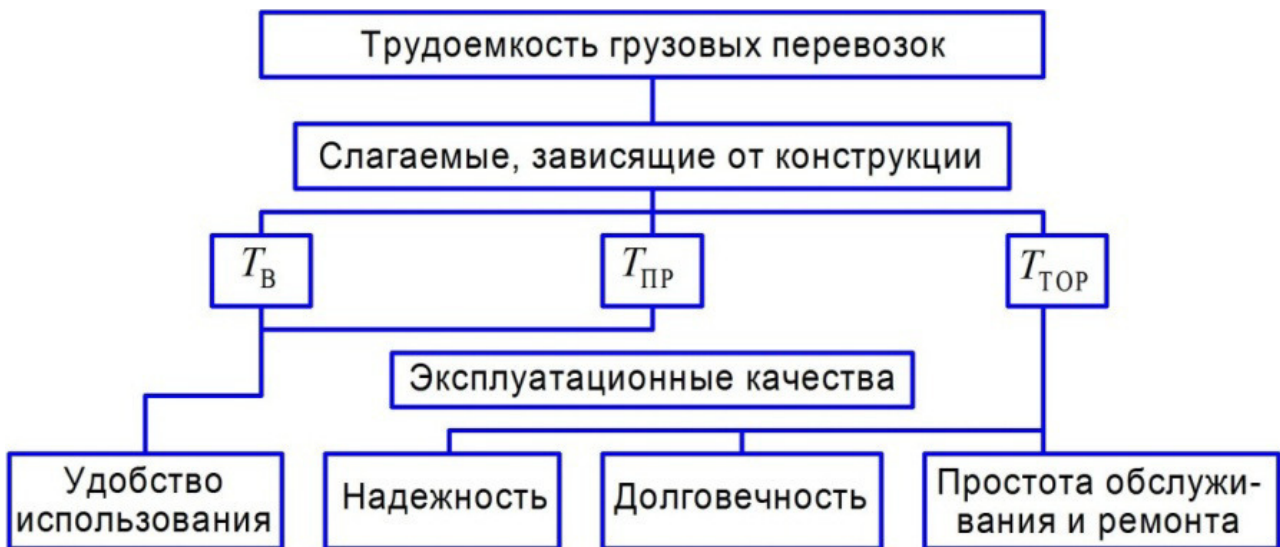 Трудоемкость грузовых перевозок
Слагаемые, зависящие от конструкции
TВ
TПР
TТОР
Эксплуатационные качества
Удобство
использования
Надежность
Долговечность
Простота обслужи-
вания и ремонта